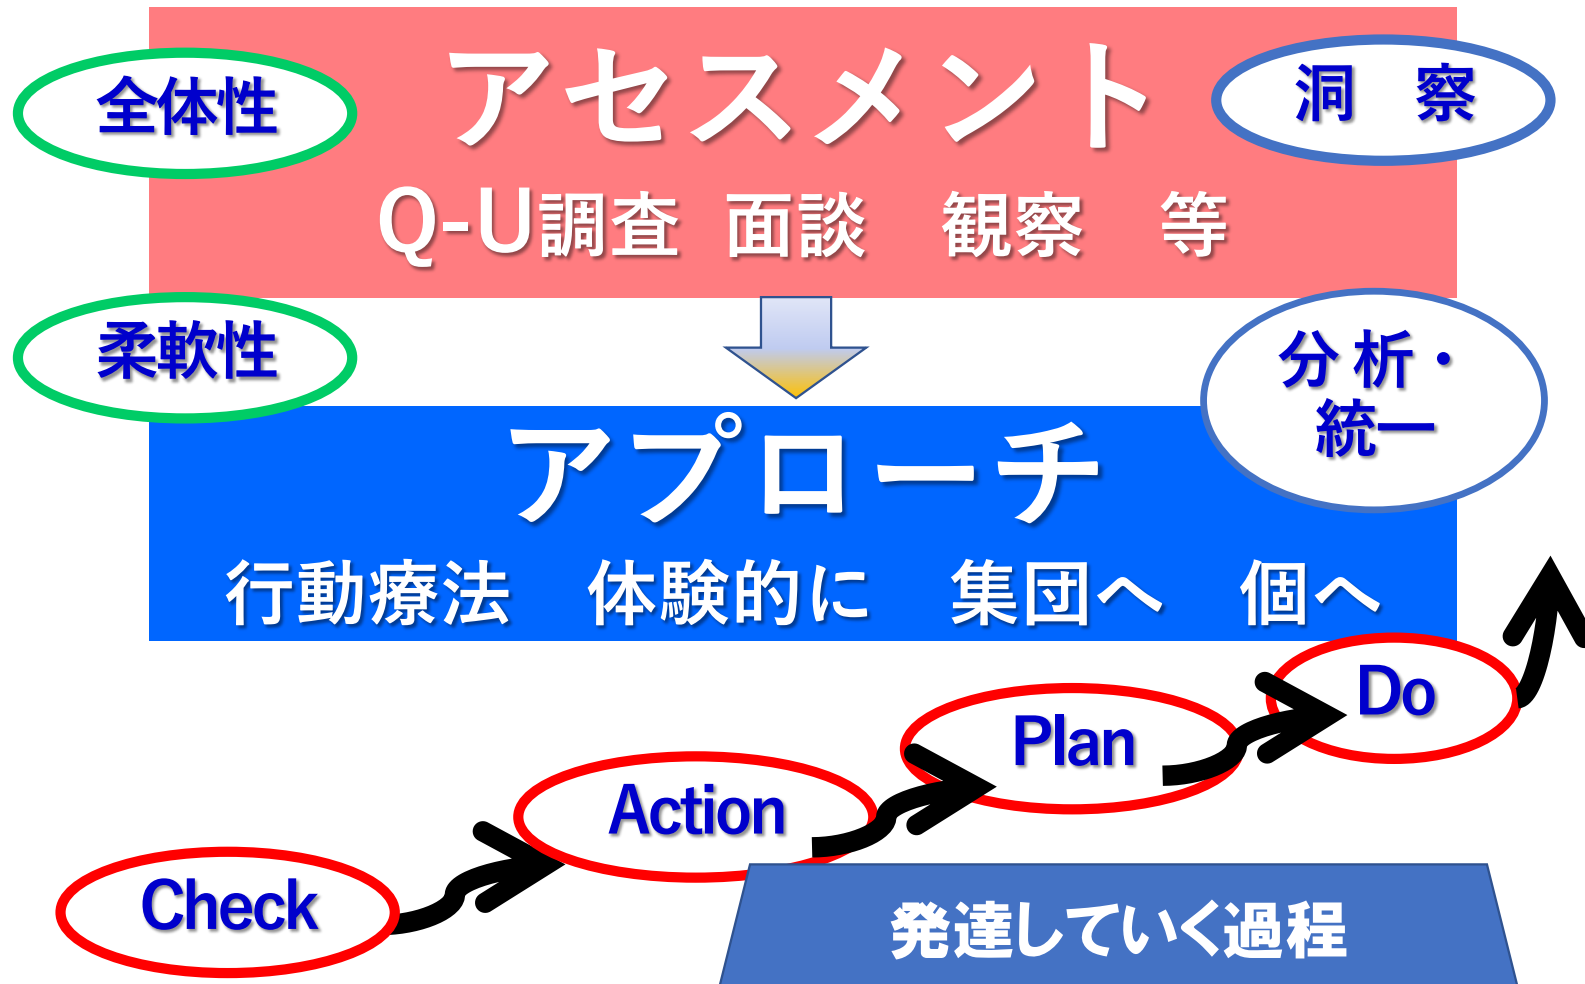 全体性
アセスメント
洞　察
Q-U調査 面談　観察　等
柔軟性
分 析・
統一
アプローチ
行動療法　体験的に　集団へ　個へ
Do
Plan
Action
Check
発達していく過程